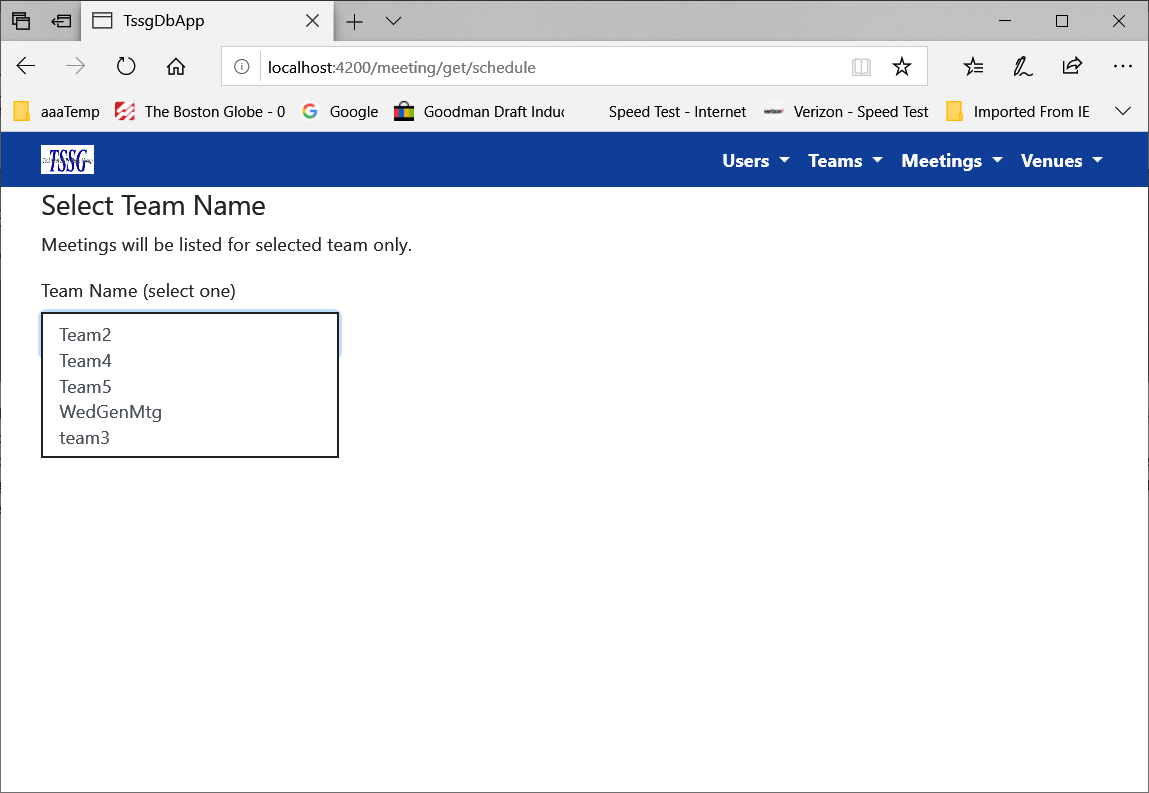 TssgDbApp
localhost:4200/meeting/get/schedule
aaaTemp The Boston Globe - 0 Google Goodman Draft Induc Speed Test - Internet Verizon - Speed Test Imported From IE
TSSG Users Teams Meetings Venues
Select Team Name
Meetings will be listed for selected team only.
Team Name (select one)
Team2
Team4
Team5
WedGenMtg
team3